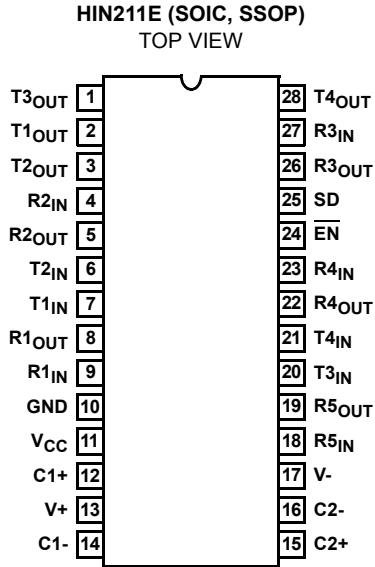 HIN211E (SOIC, SSOP)
TOP VIEW
T3OUT 1 28 T4OUT
T1OUT 2 27 R3IN
T2OUT 3 26 R3OUT
R2IN 4 25 SD
R2OUT 5 24 E̅N̅
T2IN 6 23 R4IN
T1IN 7 22 R4OUT
R1OUT 8 21 T4IN
R1IN 9 20 T3IN
GND 10 19 R5OUT
VCC 11 18 R5IN
C1+ 12 17 V-
V+ 13 16 C2-
C1- 14 15 C2+